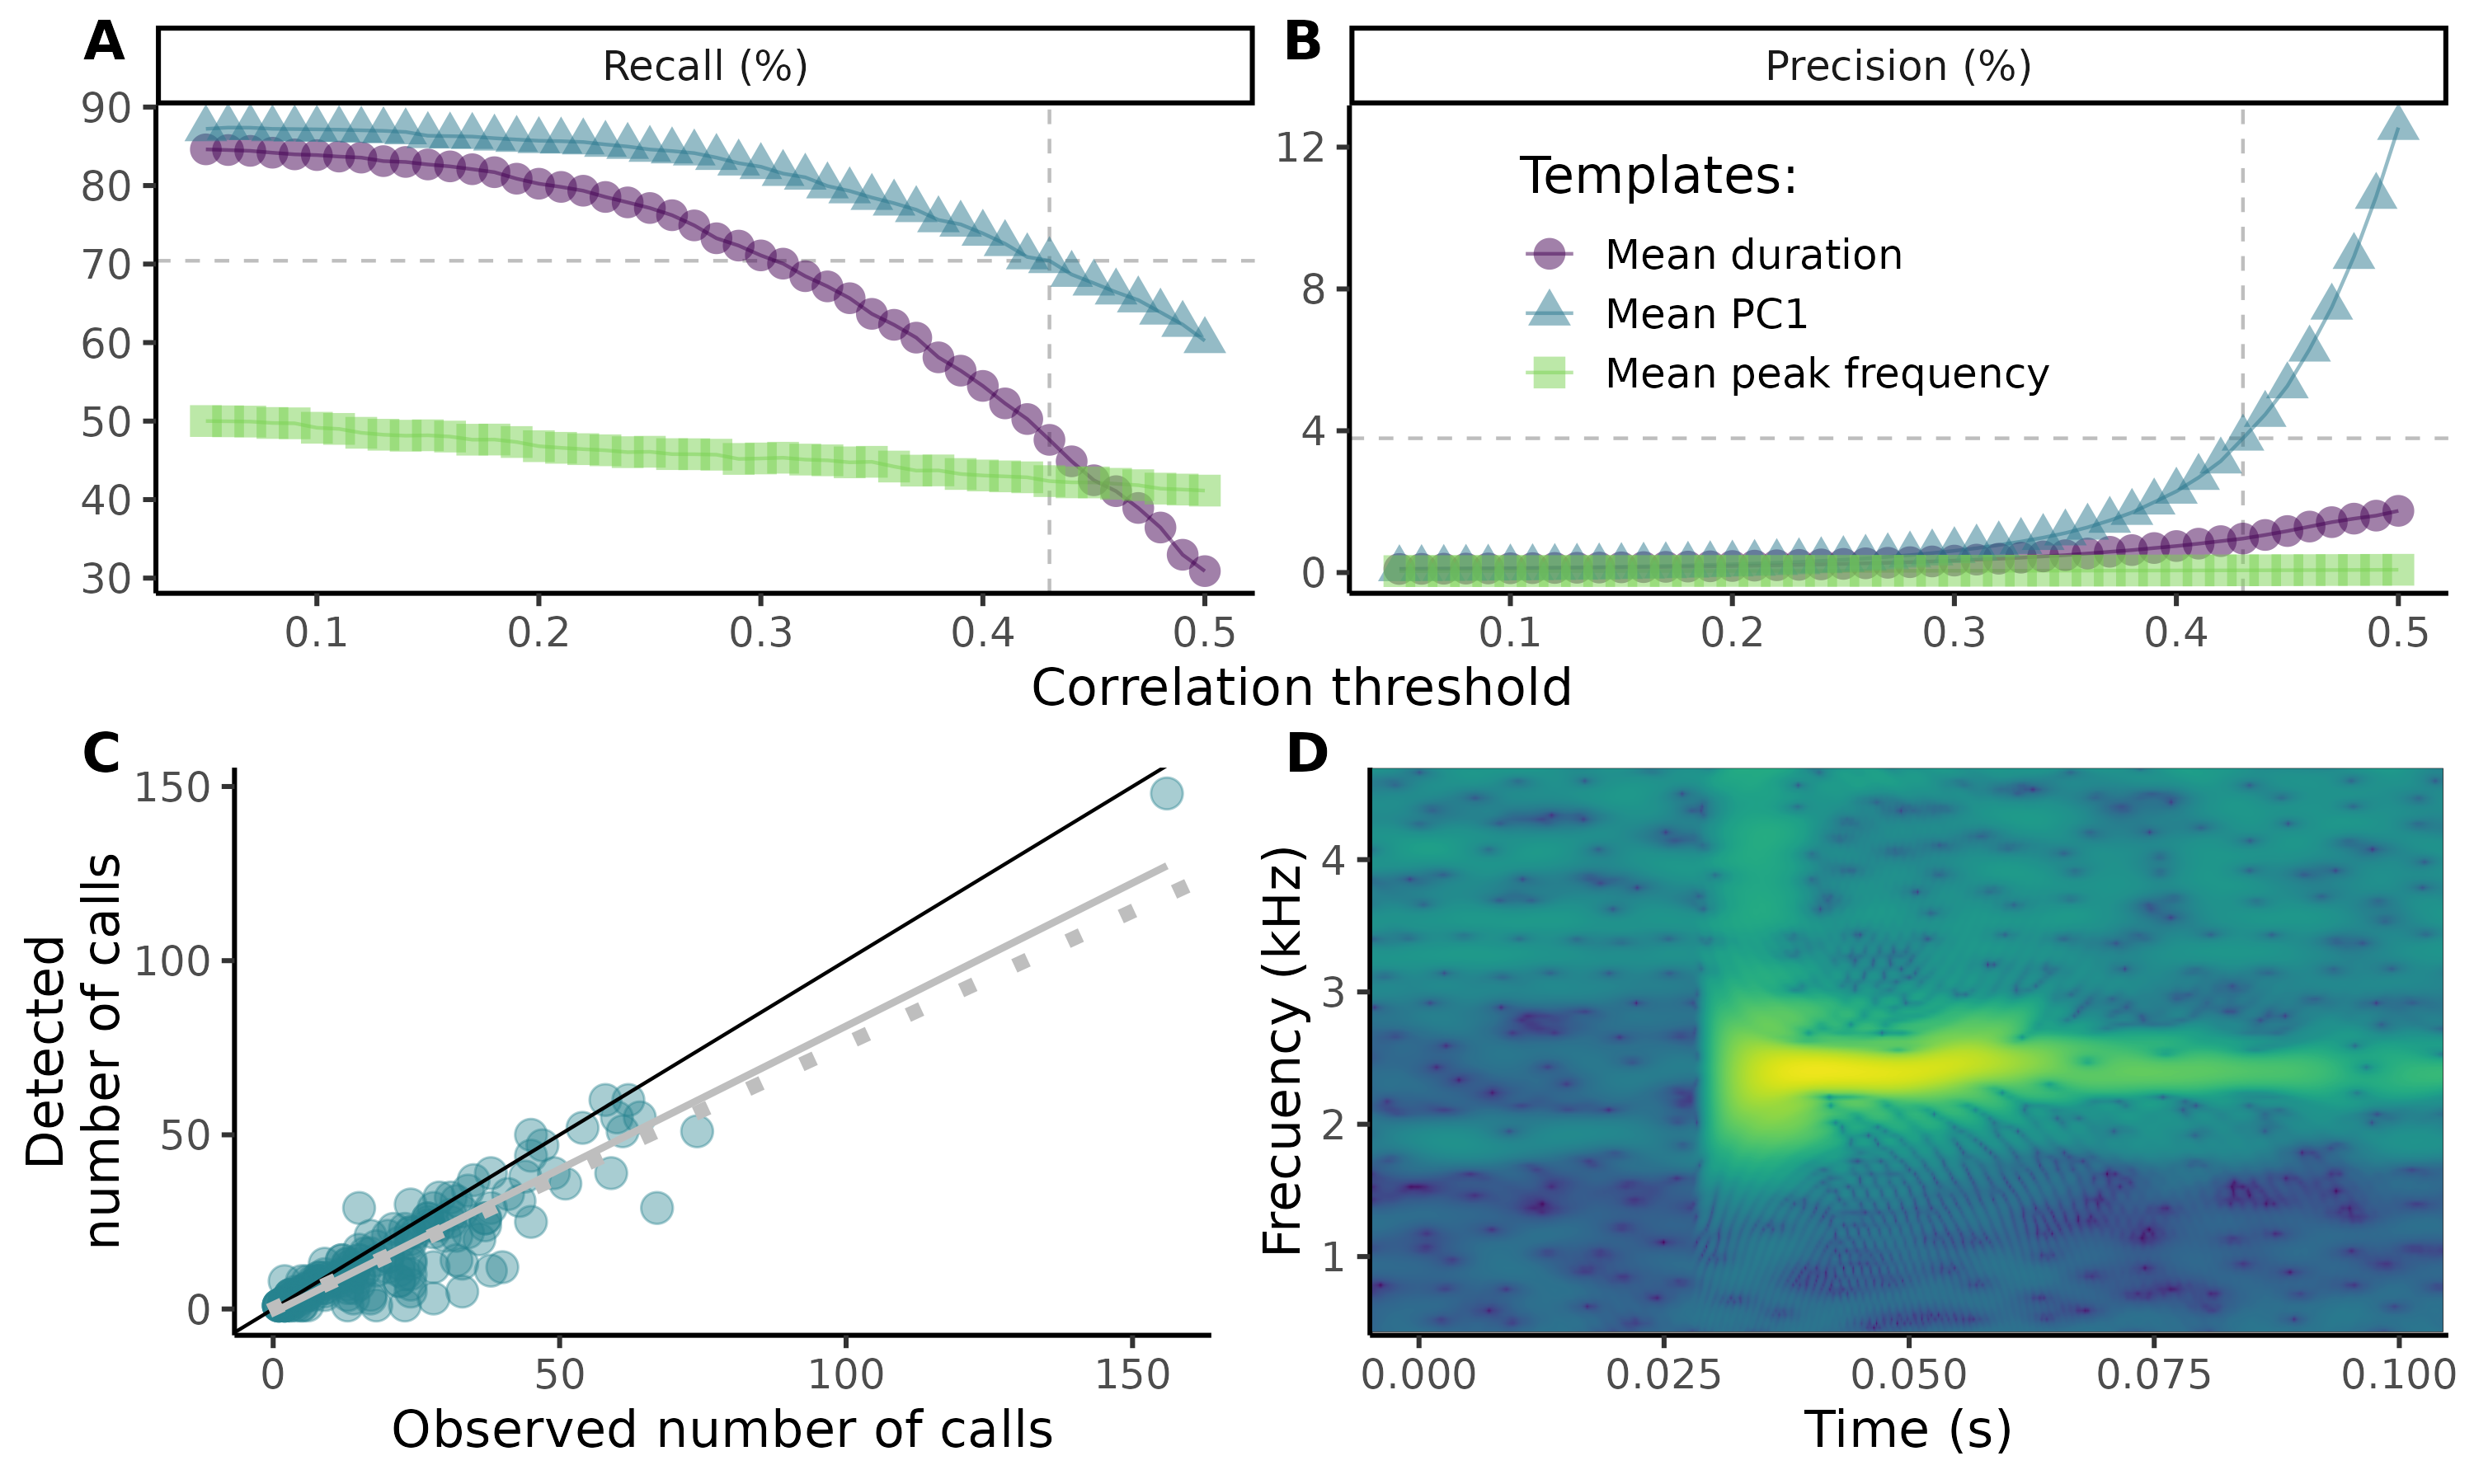 A
Recall (%)
90
80
70
60
50
40
30
0.1 0.2 0.3 0.4 0.5
B
Precision (%)
12
8
4
0
Templates:
Mean duration
Mean PC1
Mean peak frequency
0.1 0.2 0.3 0.4 0.5
Correlation threshold
C
Detected
number of calls
150
100
50
0
0 50 100 150
Observed number of calls
D
Frecuency (kHz)
4
3
2
1
0.000 0.025 0.050 0.075 0.100
Time (s)